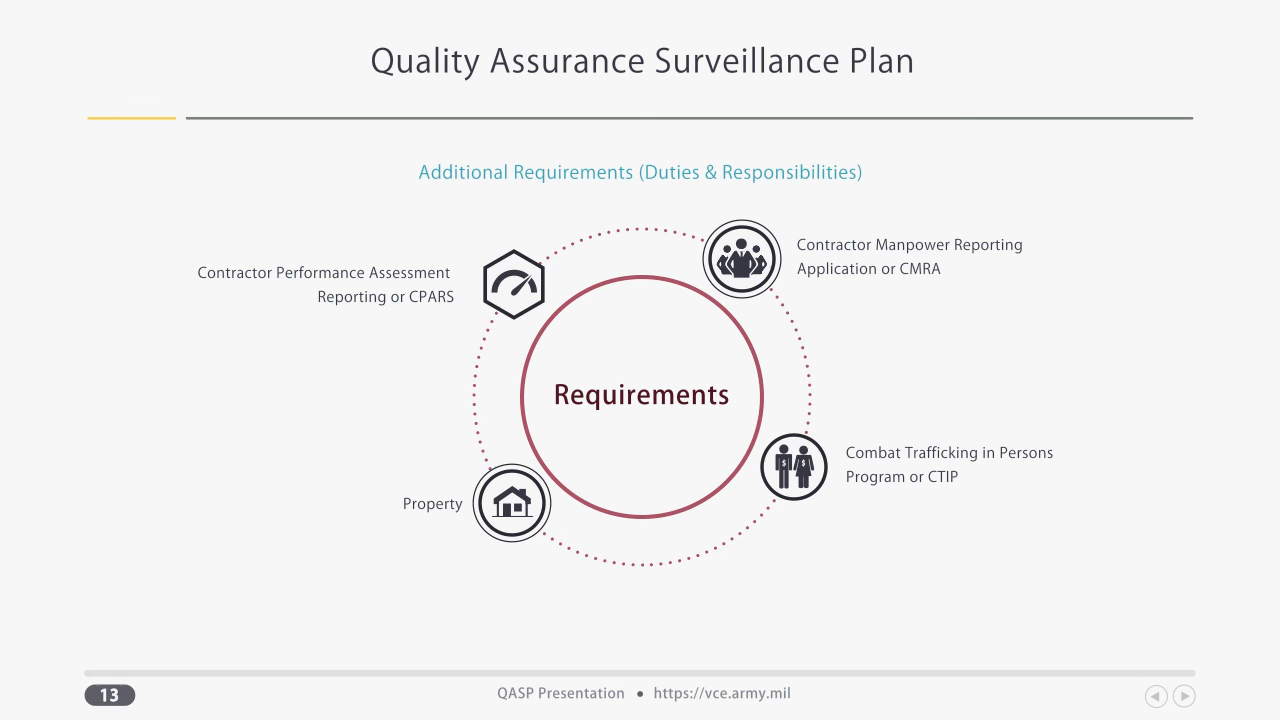 Quality Assurance Surveillance Plan
Additional Requirements (Duties & Responsibilities)
Contractor Performance Assessment
Reporting or CPARS
Contractor Manpower Reporting
Application or CMRA
Requirements
Combat Trafficking in Persons
Program or CTIP
Property
13
QASP Presentation • https://vce.army.mil